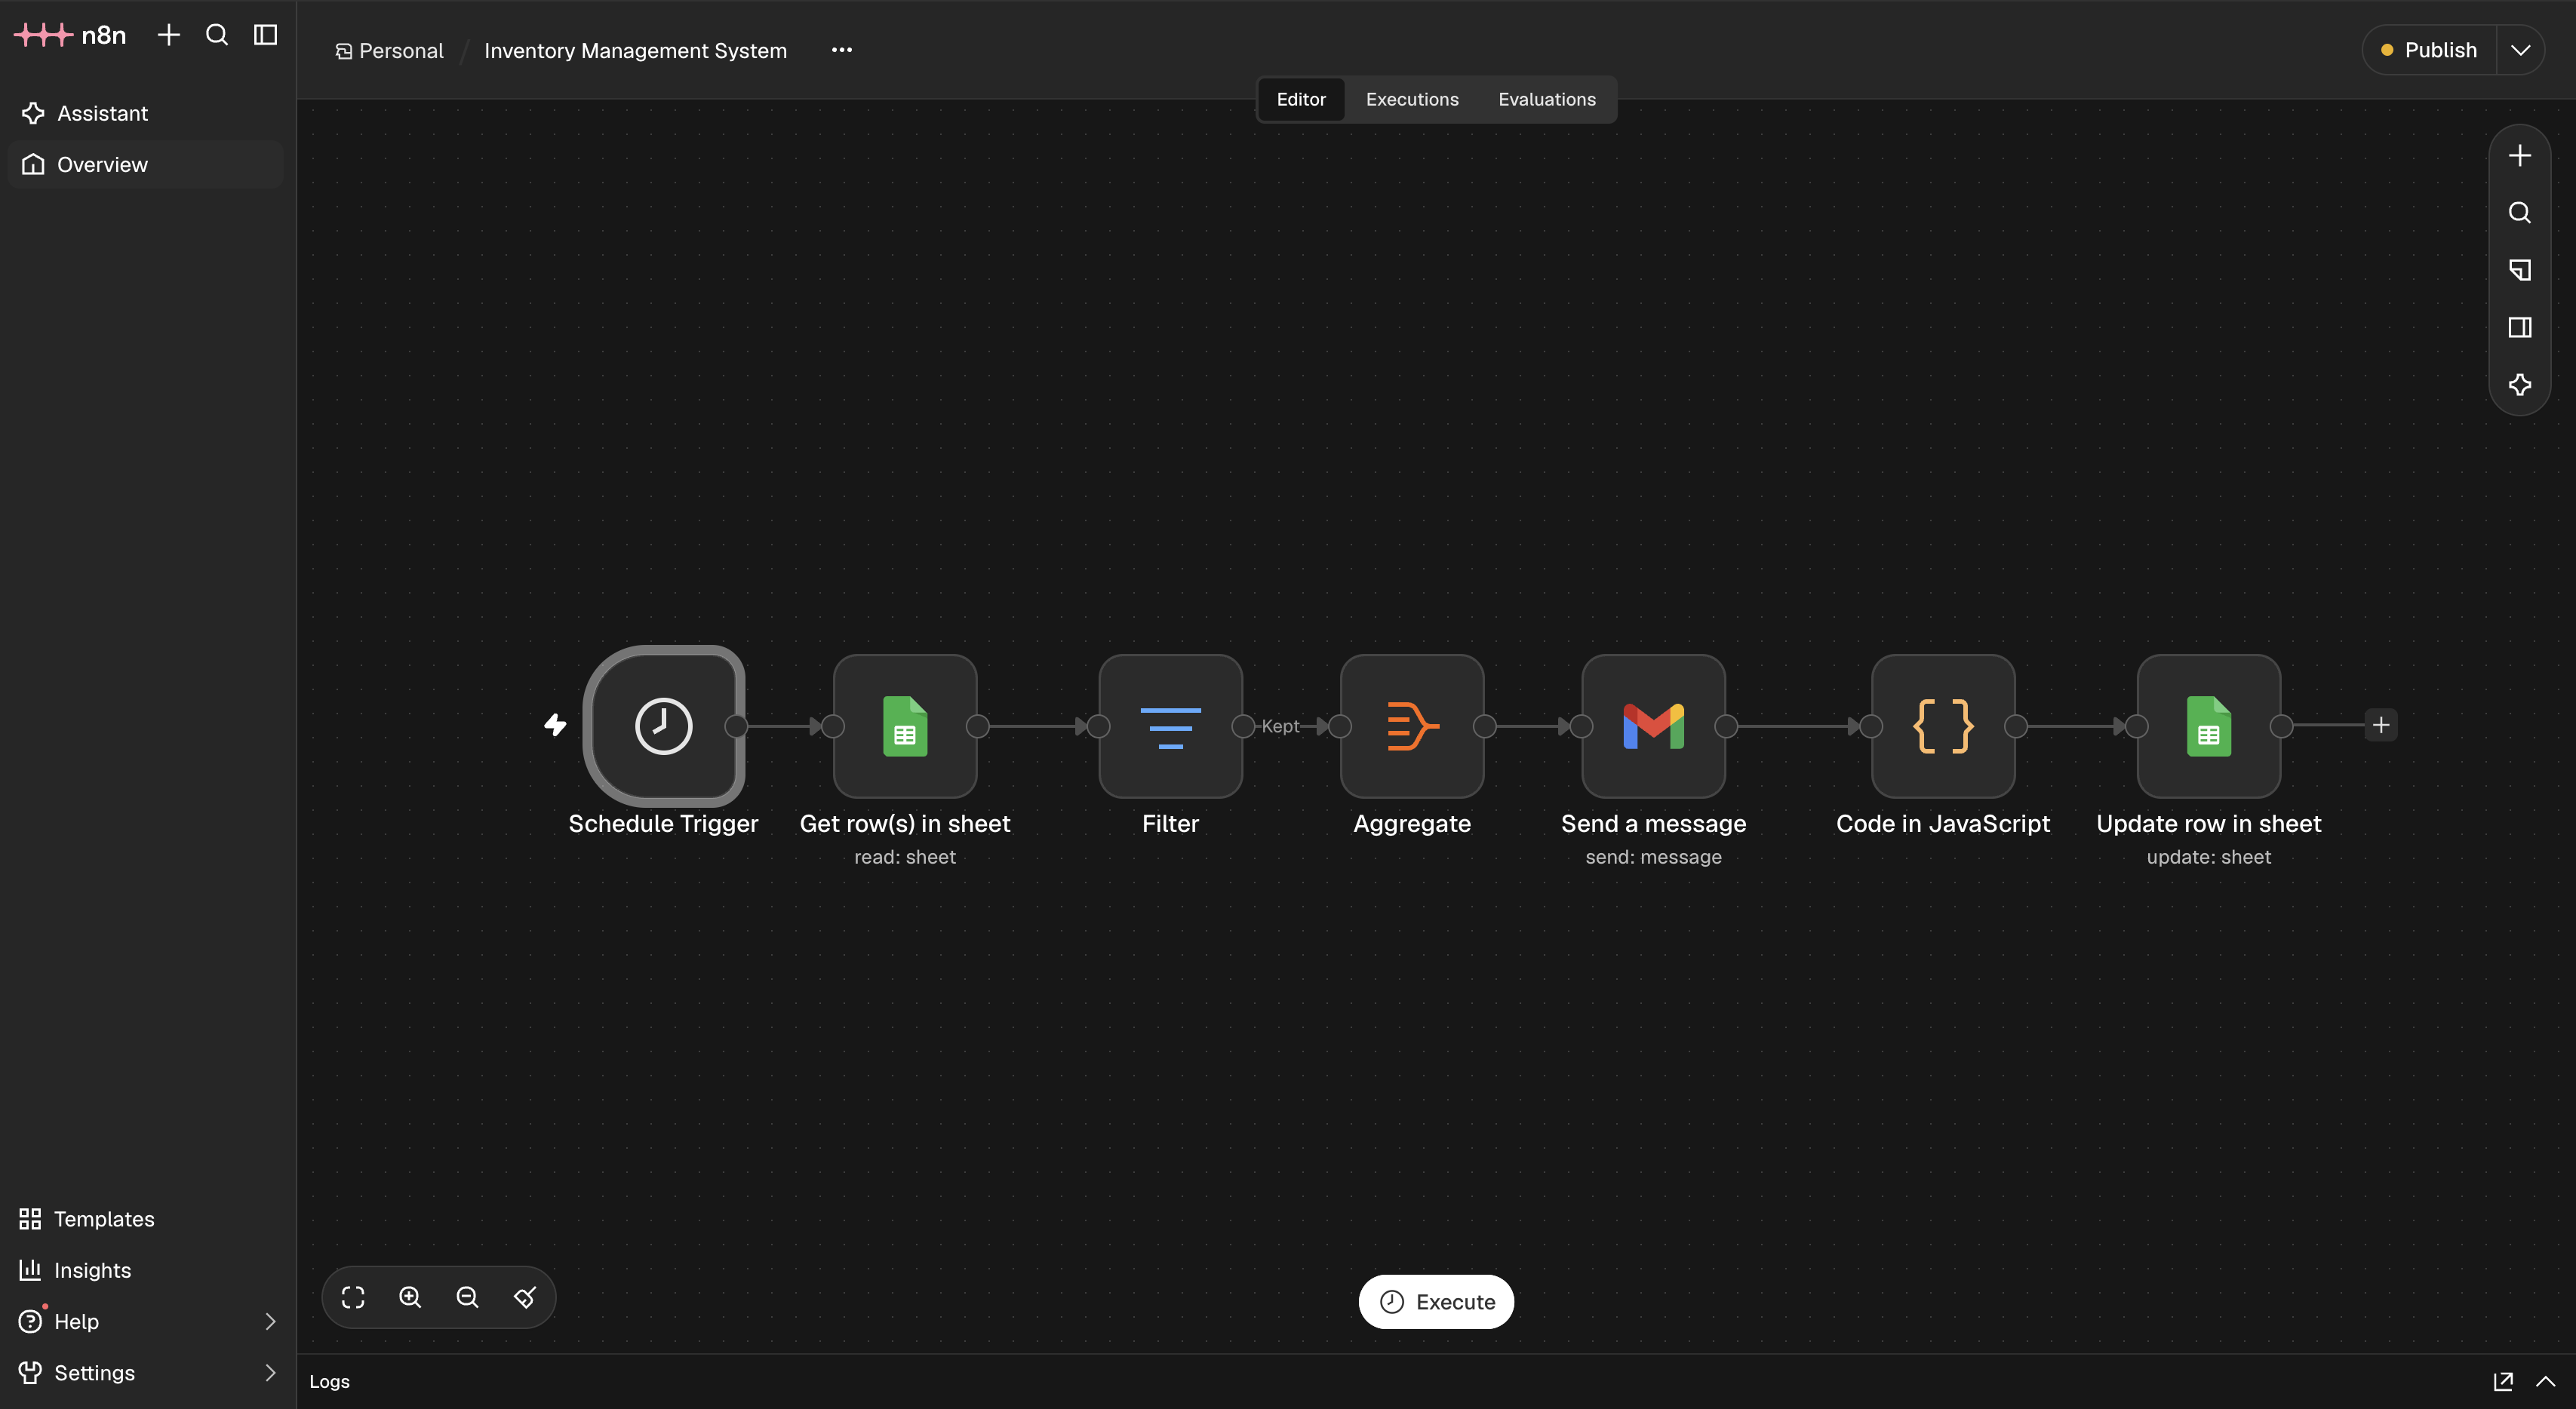 n8n
Personal / Inventory Management System
Publish
Editor Executions Evaluations
Assistant
Overview
Kept
Schedule Trigger
Get row(s) in sheet
read: sheet
Filter
Aggregate
Send a message
send: message
Code in JavaScript
Update row in sheet
update: sheet
Templates
Insights
Help
Settings
Execute
Logs